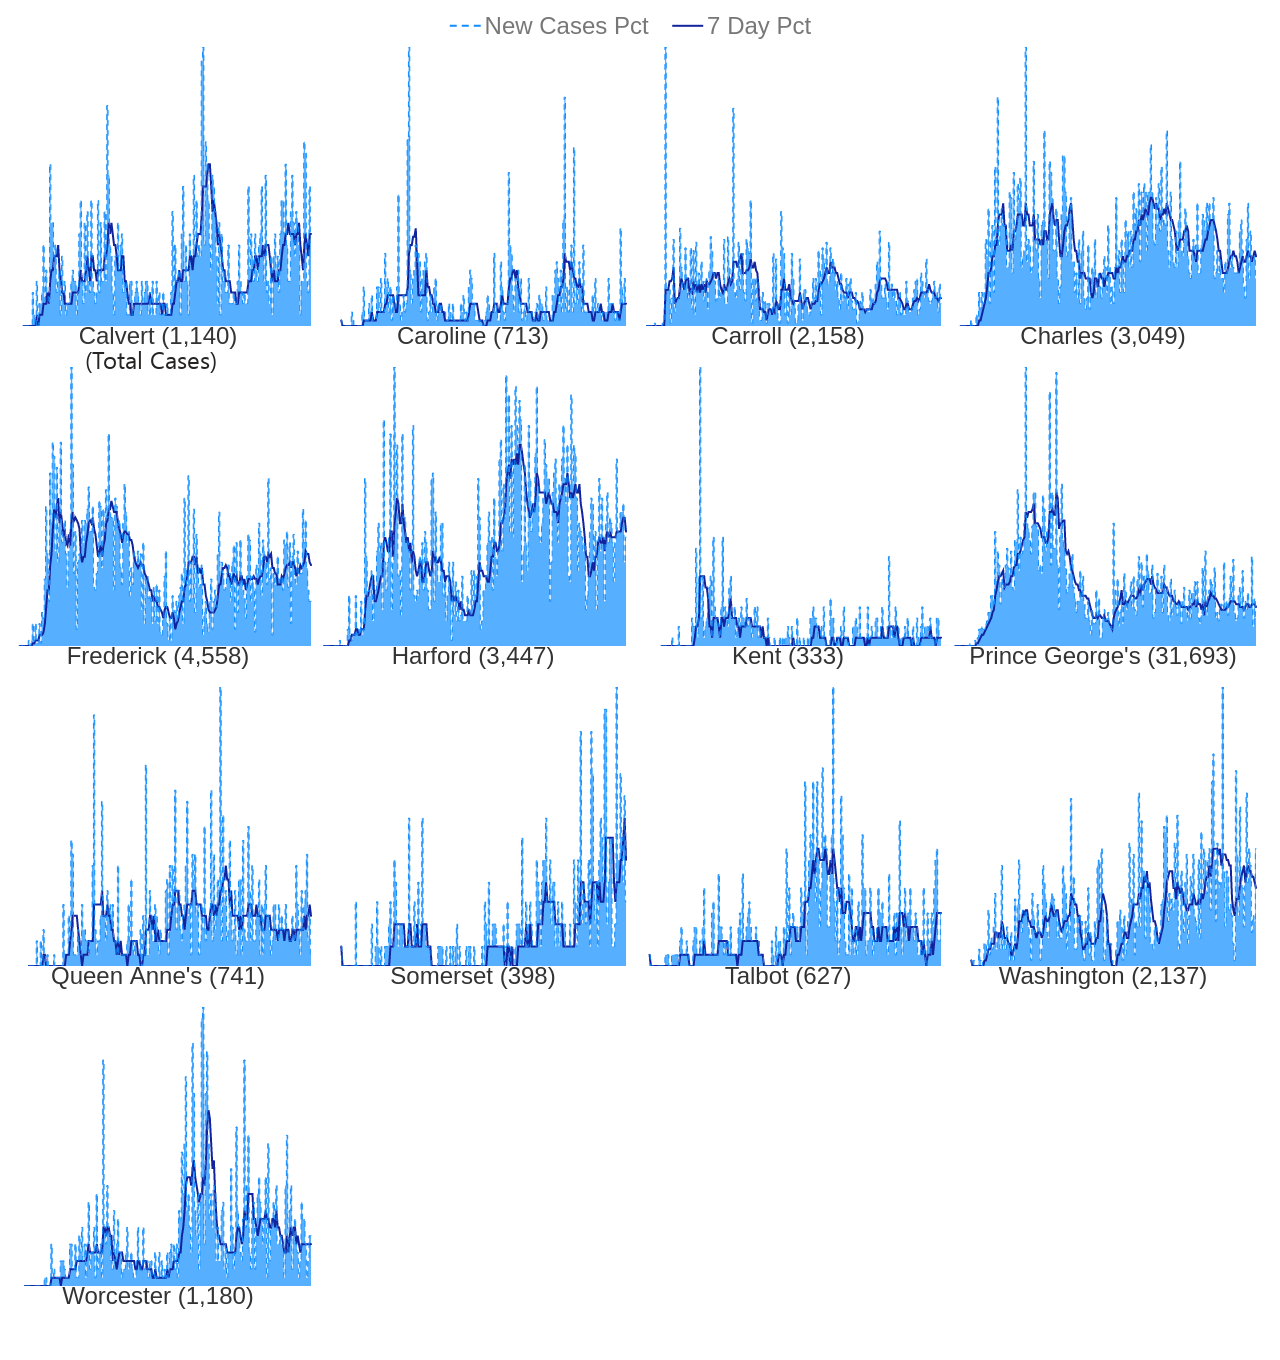 New Cases Pct 7 Day Pct
Calvert (1,140) Caroline (713) Carroll (2,158) Charles (3,049)
(Total Cases)
Frederick (4,558) Harford (3,447) Kent (333) Prince George's (31,693)
Queen Anne's (741) Somerset (398) Talbot (627) Washington (2,137)
Worcester (1,180)